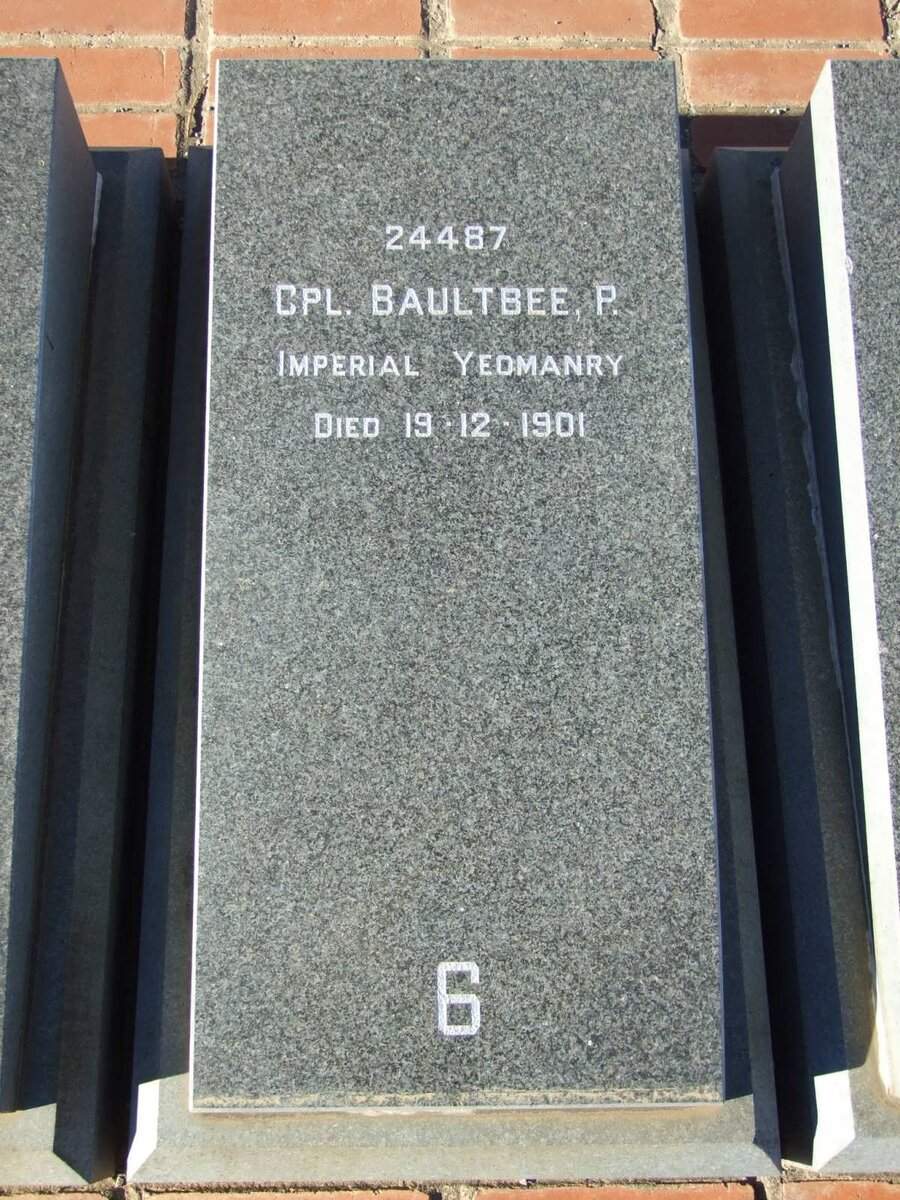 24487
CPL. BAULTBEE, P.
IMPERIAL YEOMANRY
DIED 19·12·1901
6